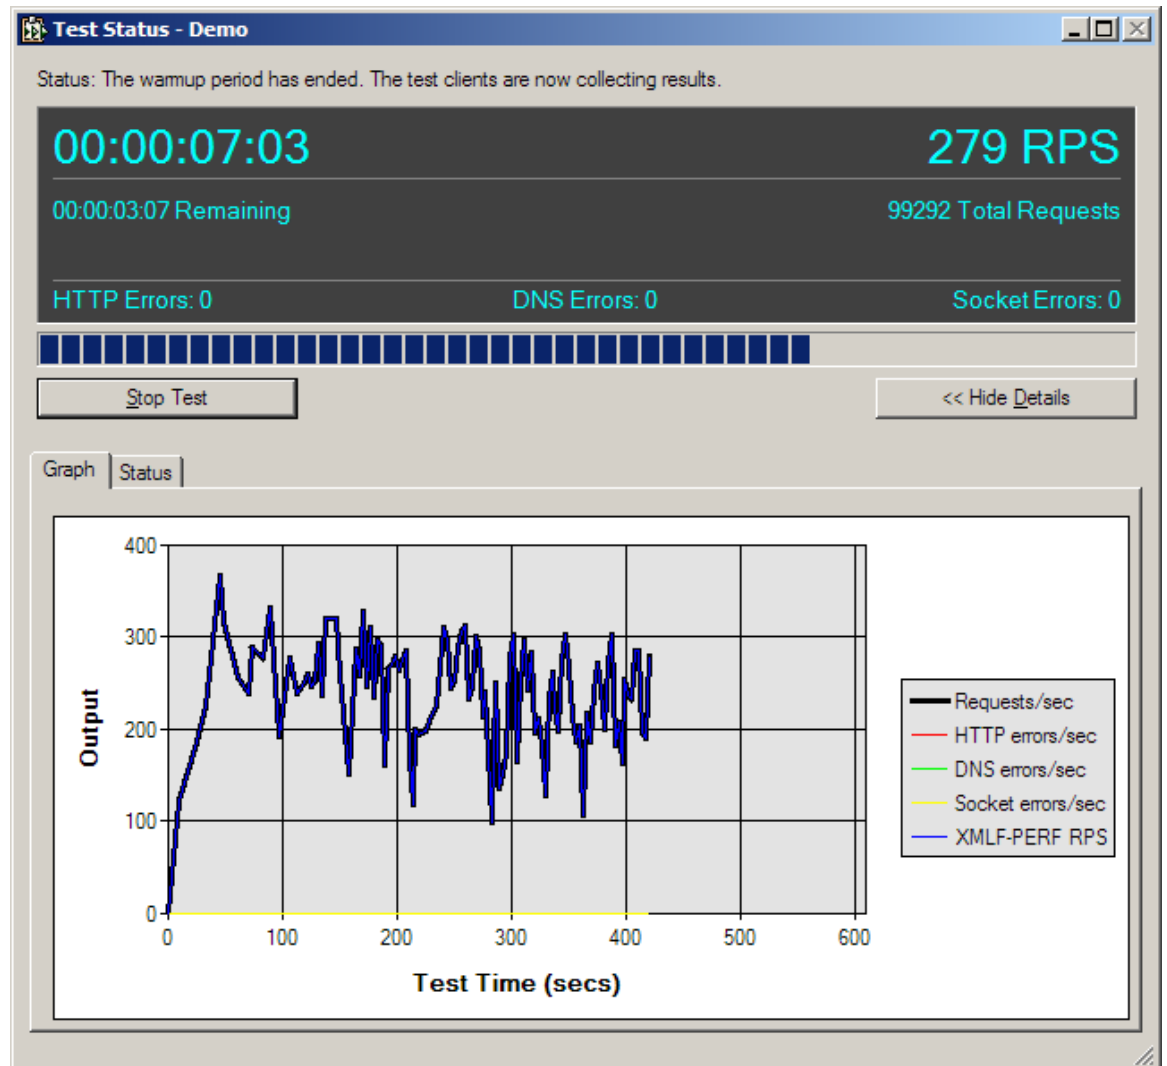 Test Status - Demo
Status: The warmup period has ended. The test clients are now collecting results.
00:00:07:03 279 RPS
00:00:03:07 Remaining 99292 Total Requests
HTTP Errors: 0 DNS Errors: 0 Socket Errors: 0
Stop Test << Hide Details
Graph Status
400
300
200
100
0
Output
0 100 200 300 400 500 600
Test Time (secs)
Requests/sec
HTTP errors/sec
DNS errors/sec
Socket errors/sec
XMLF-PERF RPS